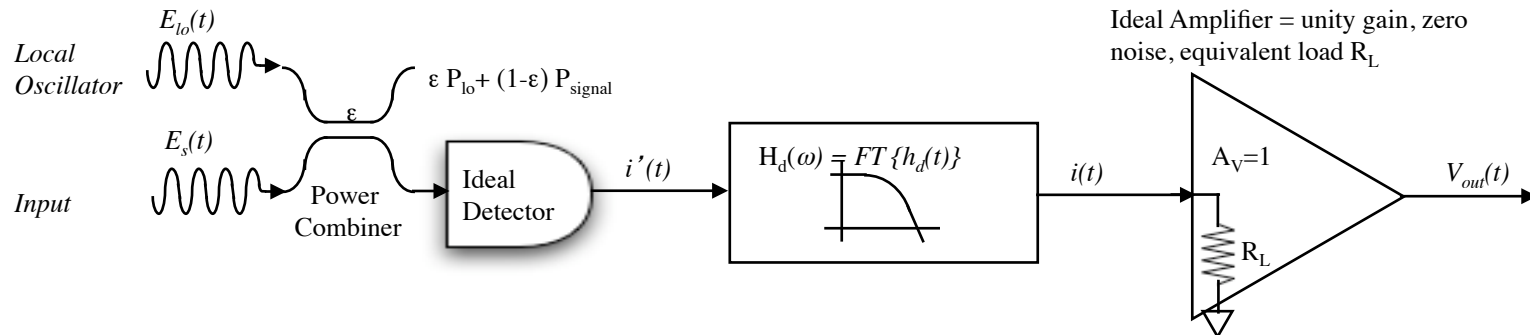 E_lo(t)
Local
Oscillator
ε P_lo + (1-ε) P_signal
ε
E_s(t)
Input
Power
Combiner
Ideal
Detector
i'(t)
H_d(ω) = FT{h_d(t)}
i(t)
Ideal Amplifier = unity gain, zero
noise, equivalent load R_L
A_V=1
R_L
V_out(t)